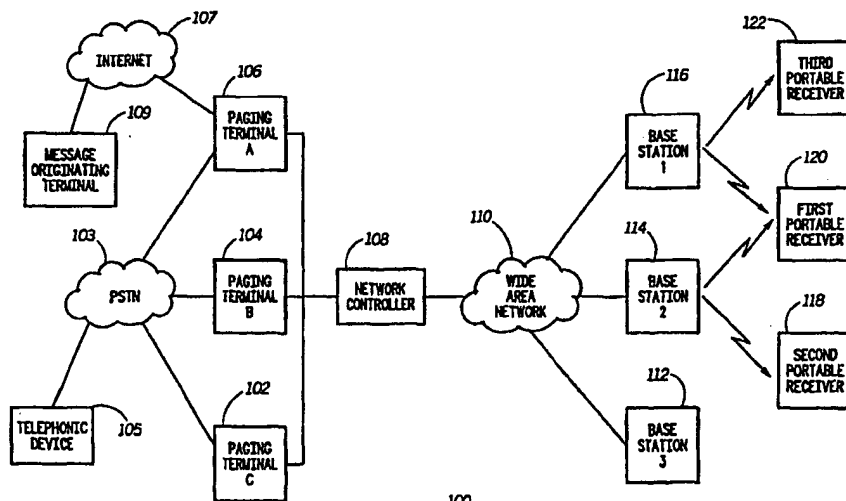 107
INTERNET
106
PAGING
TERMINAL
A
109
MESSAGE
ORIGINATING
TERMINAL
103
PSTN
104
PAGING
TERMINAL
B
108
NETWORK
CONTROLLER
110
WIDE
AREA
NETWORK
116
BASE
STATION
1
122
THIRD
PORTABLE
RECEIVER
120
FIRST
PORTABLE
RECEIVER
114
BASE
STATION
2
118
SECOND
PORTABLE
RECEIVER
TELEPHONIC
DEVICE
105
102
PAGING
TERMINAL
C
112
BASE
STATION
3